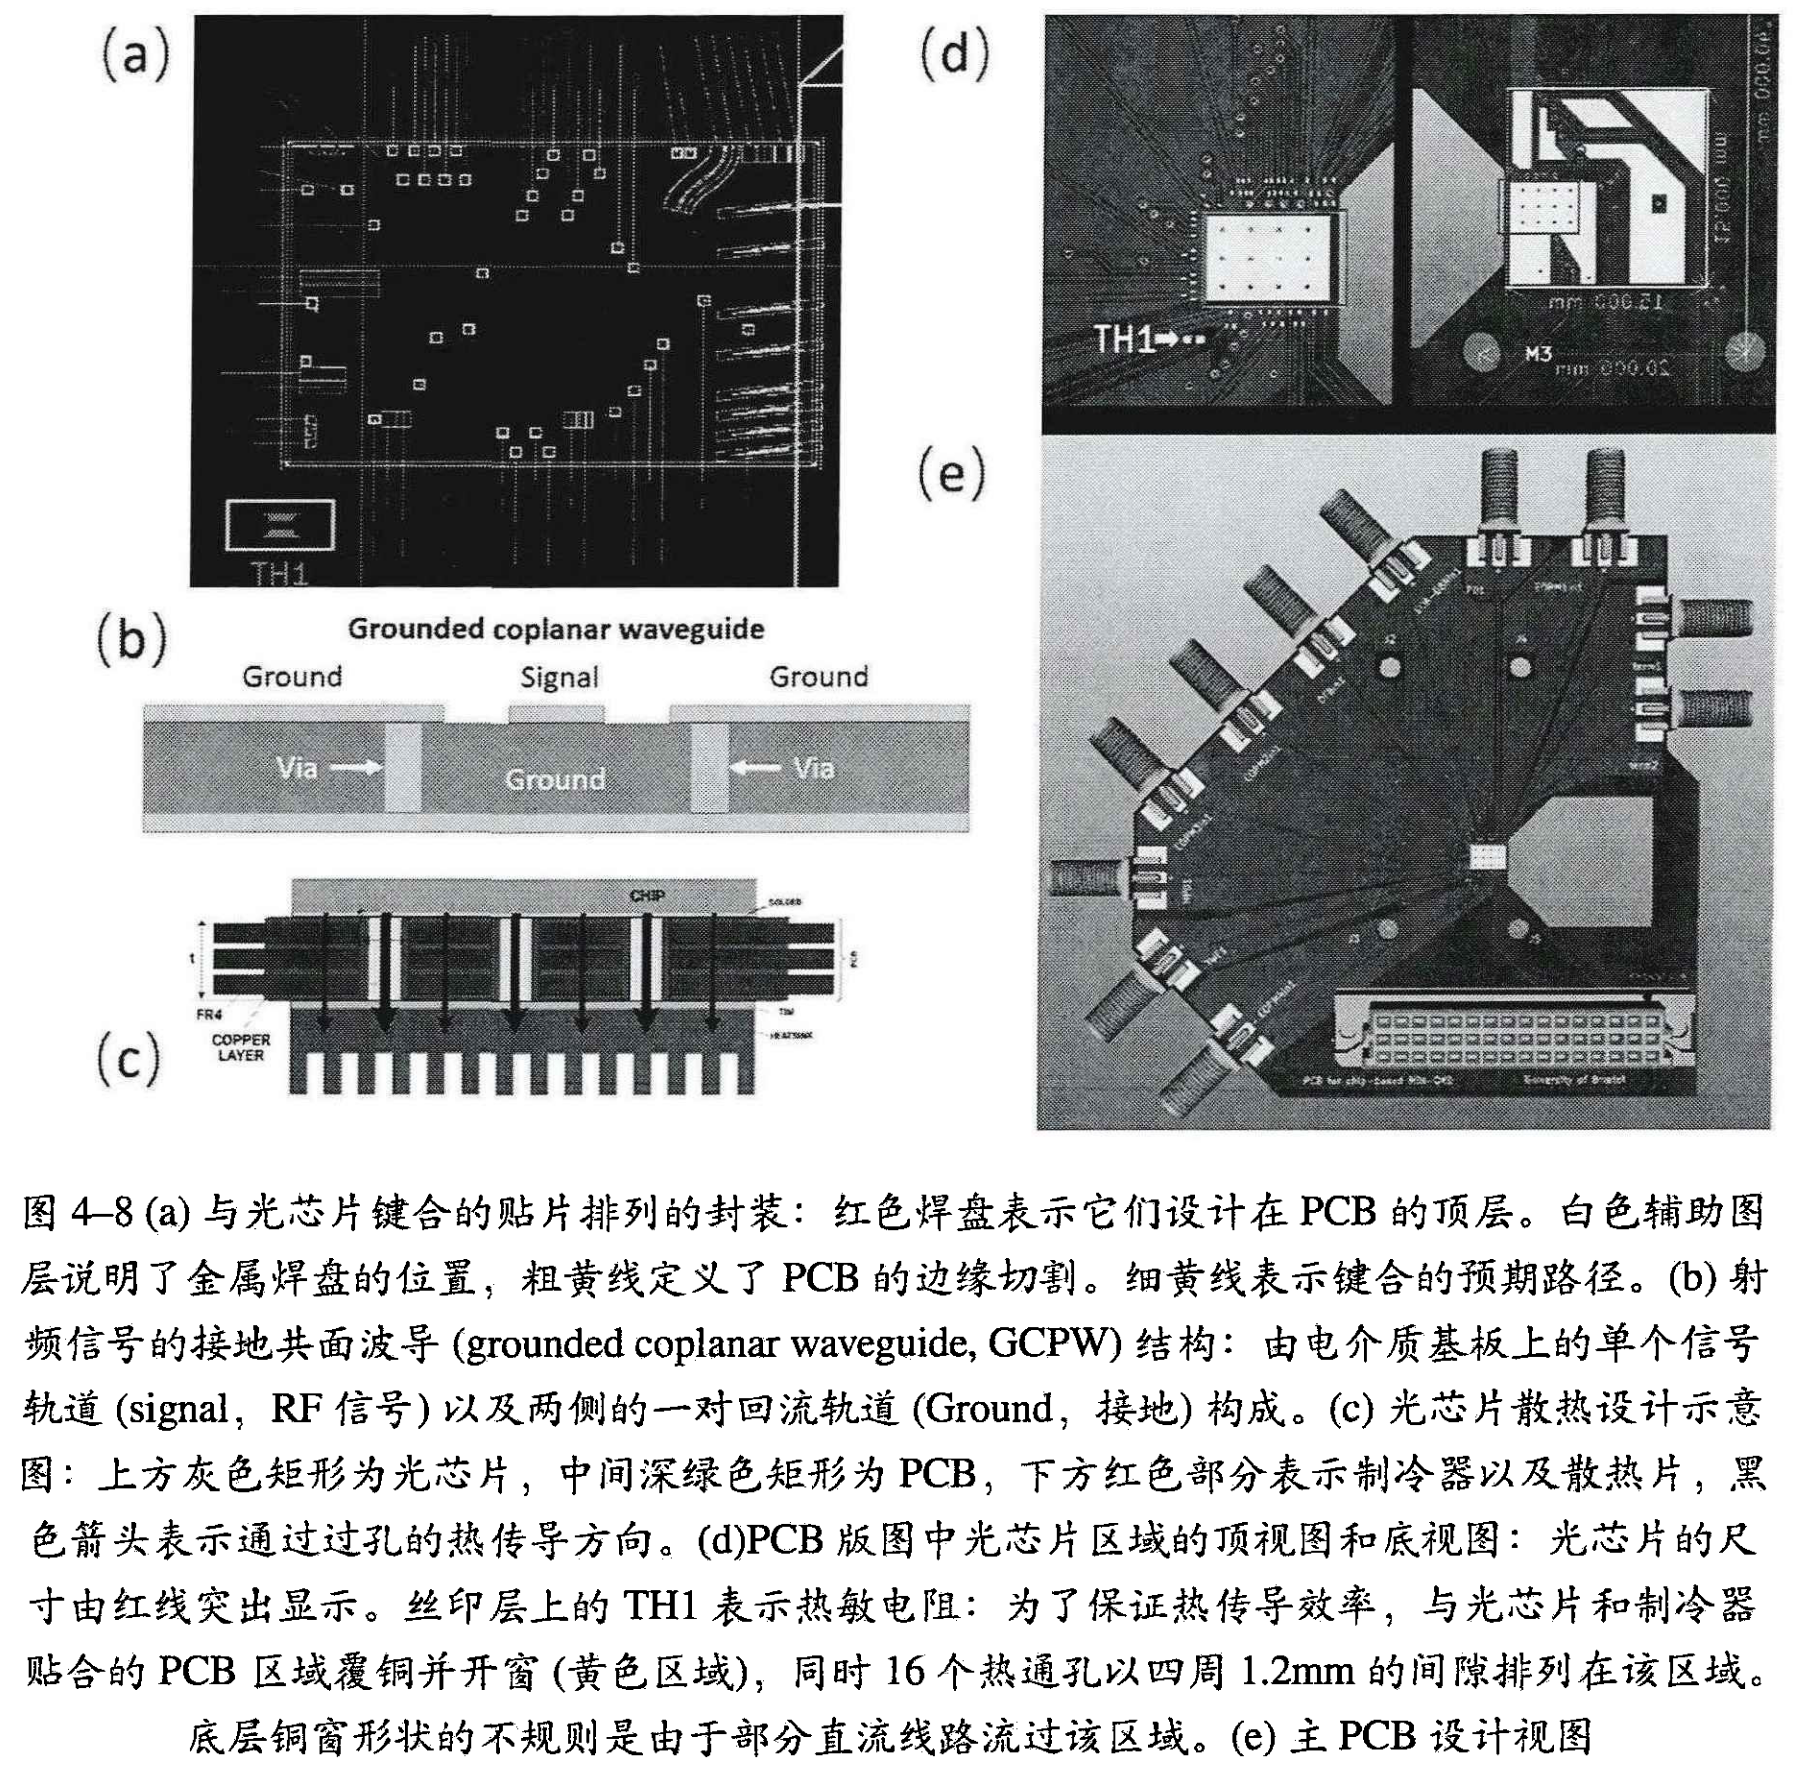 (a)
TH1
(b)
Grounded coplanar waveguide
Ground Signal Ground
Via Ground Via
(c)
CHIP
SOLDER
t
FR4
COPPER
LAYER
TIM
HEATSINK
(d)
TH1
M3
15.000 mm
20.000 mm
(e)
J2
term1
term2
PCB for chip-based MDI-QKD
University of Bristol
图 4–8 (a) 与光芯片键合的贴片排列的封装：红色焊盘表示它们设计在 PCB 的顶层。白色辅助图
层说明了金属焊盘的位置，粗黄线定义了 PCB 的边缘切割。细黄线表示键合的预期路径。(b) 射
频信号的接地共面波导 (grounded coplanar waveguide, GCPW) 结构：由电介质基板上的单个信号
轨道 (signal，RF 信号) 以及两侧的一对回流轨道 (Ground，接地) 构成。(c) 光芯片散热设计示意
图：上方灰色矩形为光芯片，中间深绿色矩形为 PCB，下方红色部分表示制冷器以及散热片，黑
色箭头表示通过过孔的热传导方向。(d)PCB 版图中光芯片区域的顶视图和底视图：光芯片的尺
寸由红线突出显示。丝印层上的 TH1 表示热敏电阻：为了保证热传导效率，与光芯片和制冷器
贴合的 PCB 区域覆铜并开窗 (黄色区域)，同时 16 个热通孔以四周 1.2mm 的间隙排列在该区域。
底层铜窗形状的不规则是由于部分直流线路流过该区域。(e) 主 PCB 设计视图